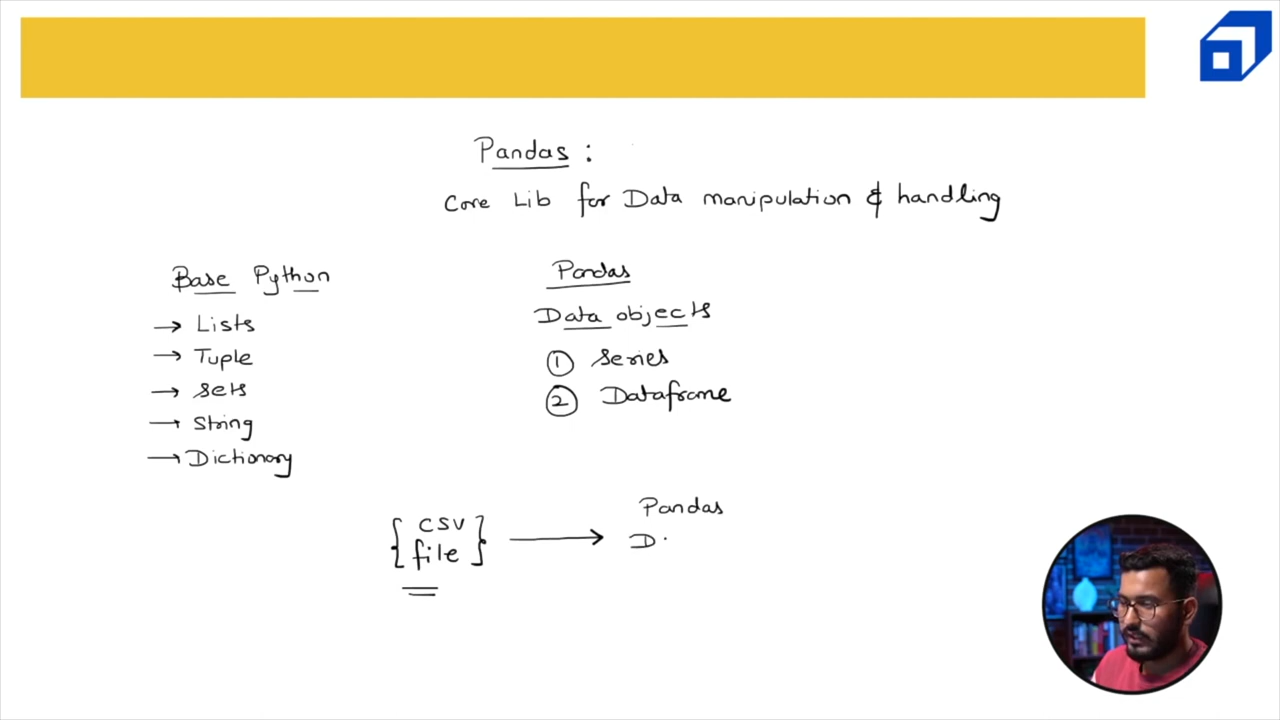 Pandas :
Core Lib for Data manipulation & handling
Base Python
→ Lists
→ Tuple
→ Sets
→ String
→ Dictionary
Pandas
Data objects
① Series
② Dataframe
{ CSV file }
→
Pandas
D